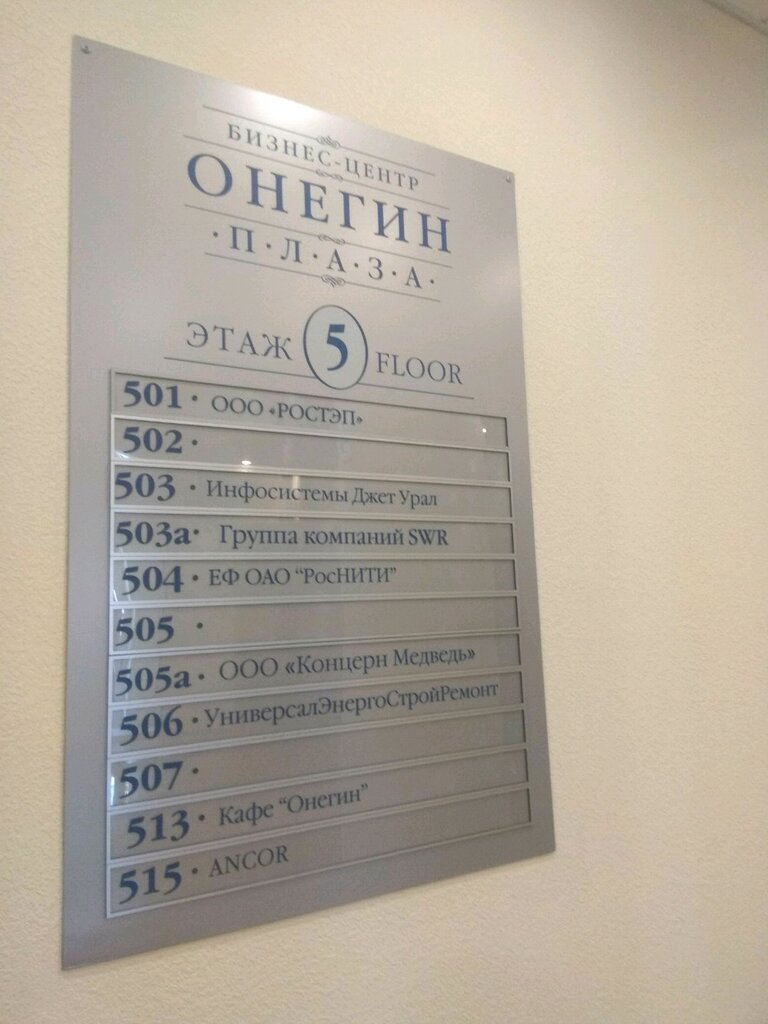 БИЗНЕС-ЦЕНТР
ОНЕГИН
·П·Л·А·З·А·
ЭТАЖ 5 FLOOR
501 · ООО «РОСТЭП»
502 ·
503 · Инфосистемы Джет Урал
503а· Группа компаний SWR
504 · ЕФ ОАО “РосНИТИ”
505 ·
505а · ООО «Концерн Медведь»
506 · УниверсалЭнергоСтройРемонт
507 ·
513 · Кафе “Онегин”
515 · ANCOR